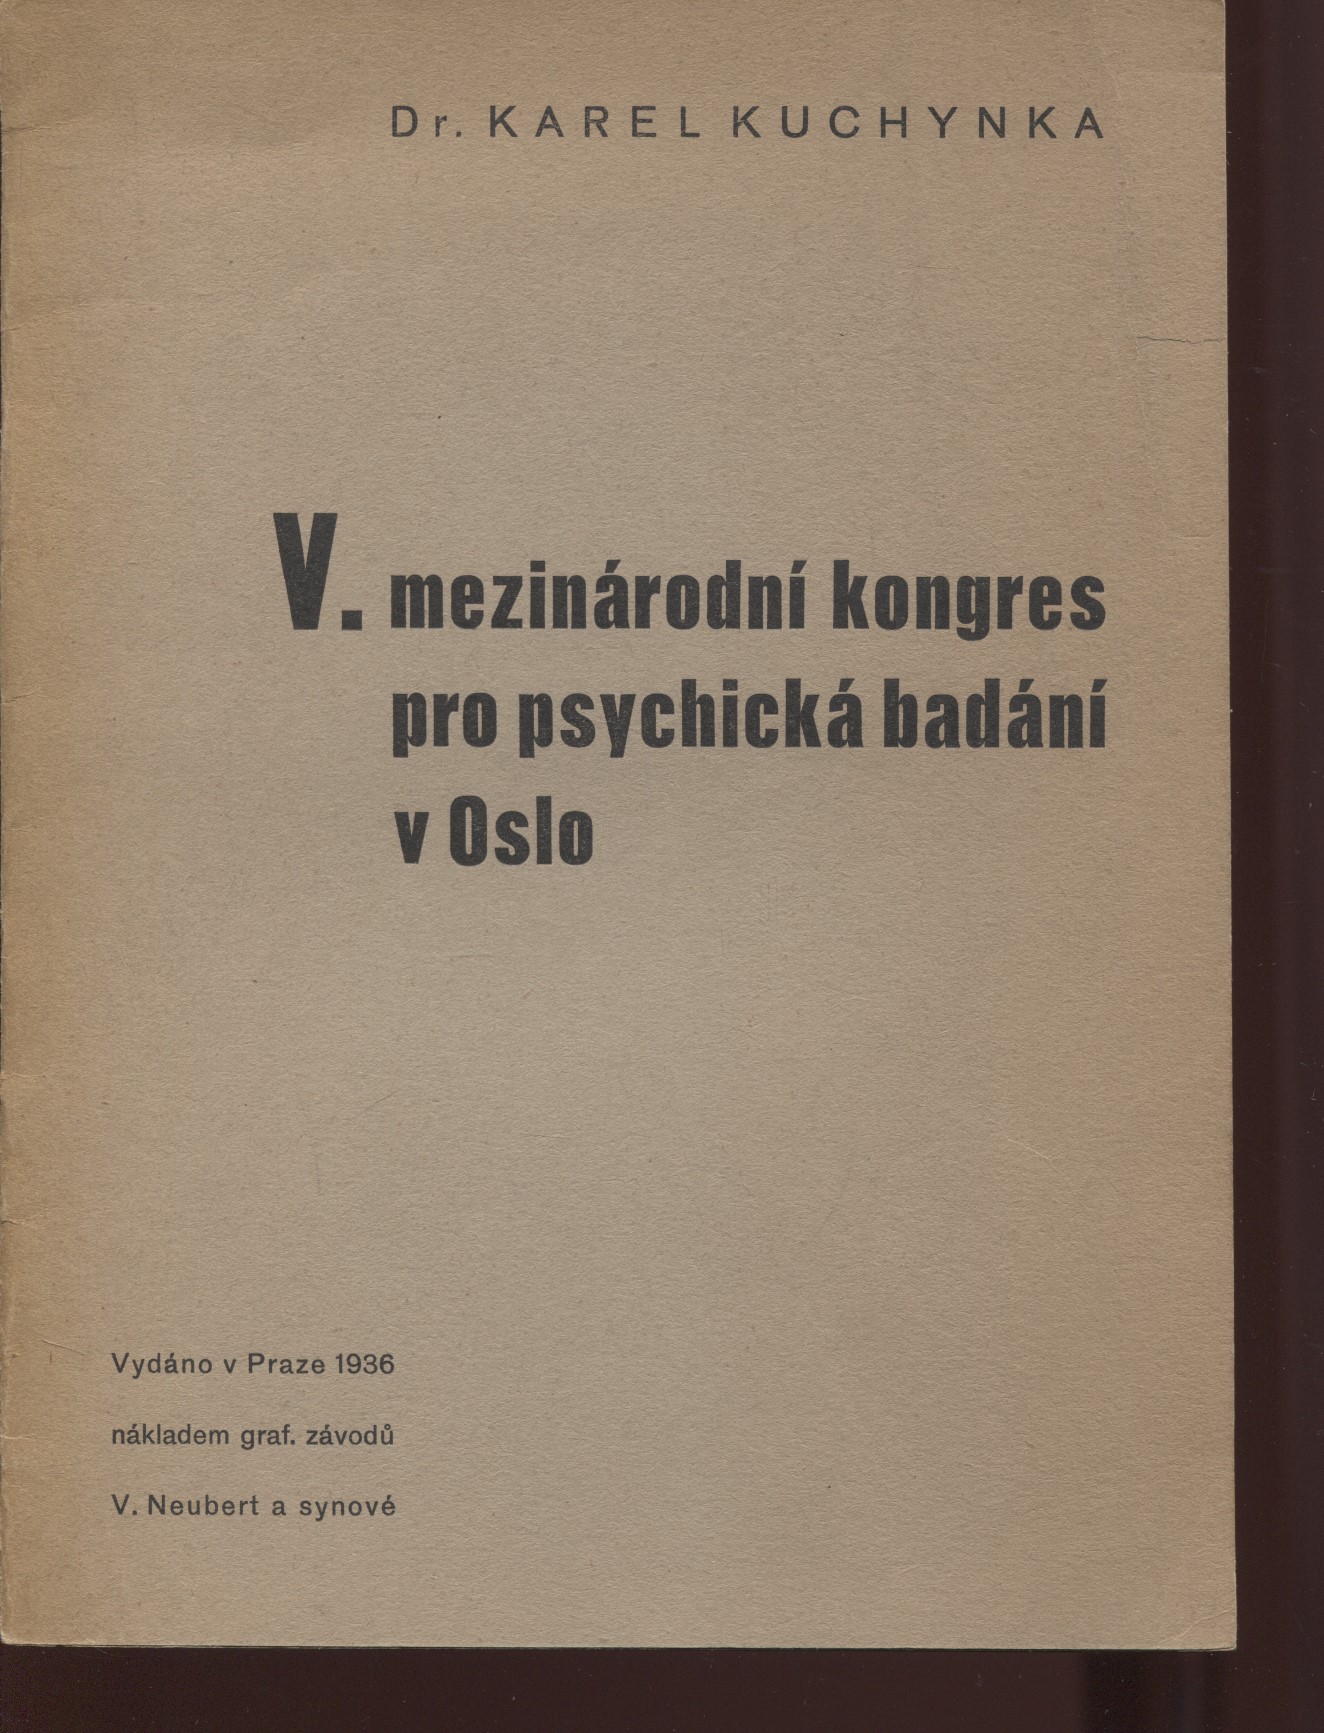 Dr. KAREL KUCHYNKA
V. mezinárodní kongres
pro psychická badání
v Oslo
Vydáno v Praze 1936
nákladem graf. závodů
V. Neubert a synové